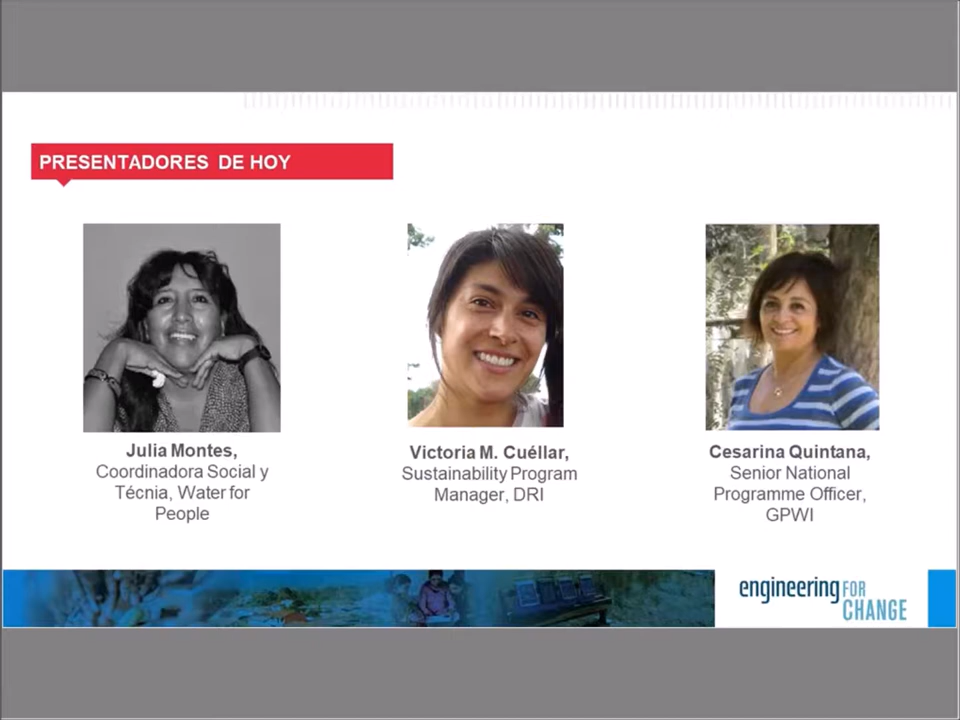 PRESENTADORES DE HOY
Julia Montes,
Coordinadora Social y
Técnia, Water for
People
Victoria M. Cuéllar,
Sustainability Program
Manager, DRI
Cesarina Quintana,
Senior National
Programme Officer,
GPWI
engineering FOR
CHANGE